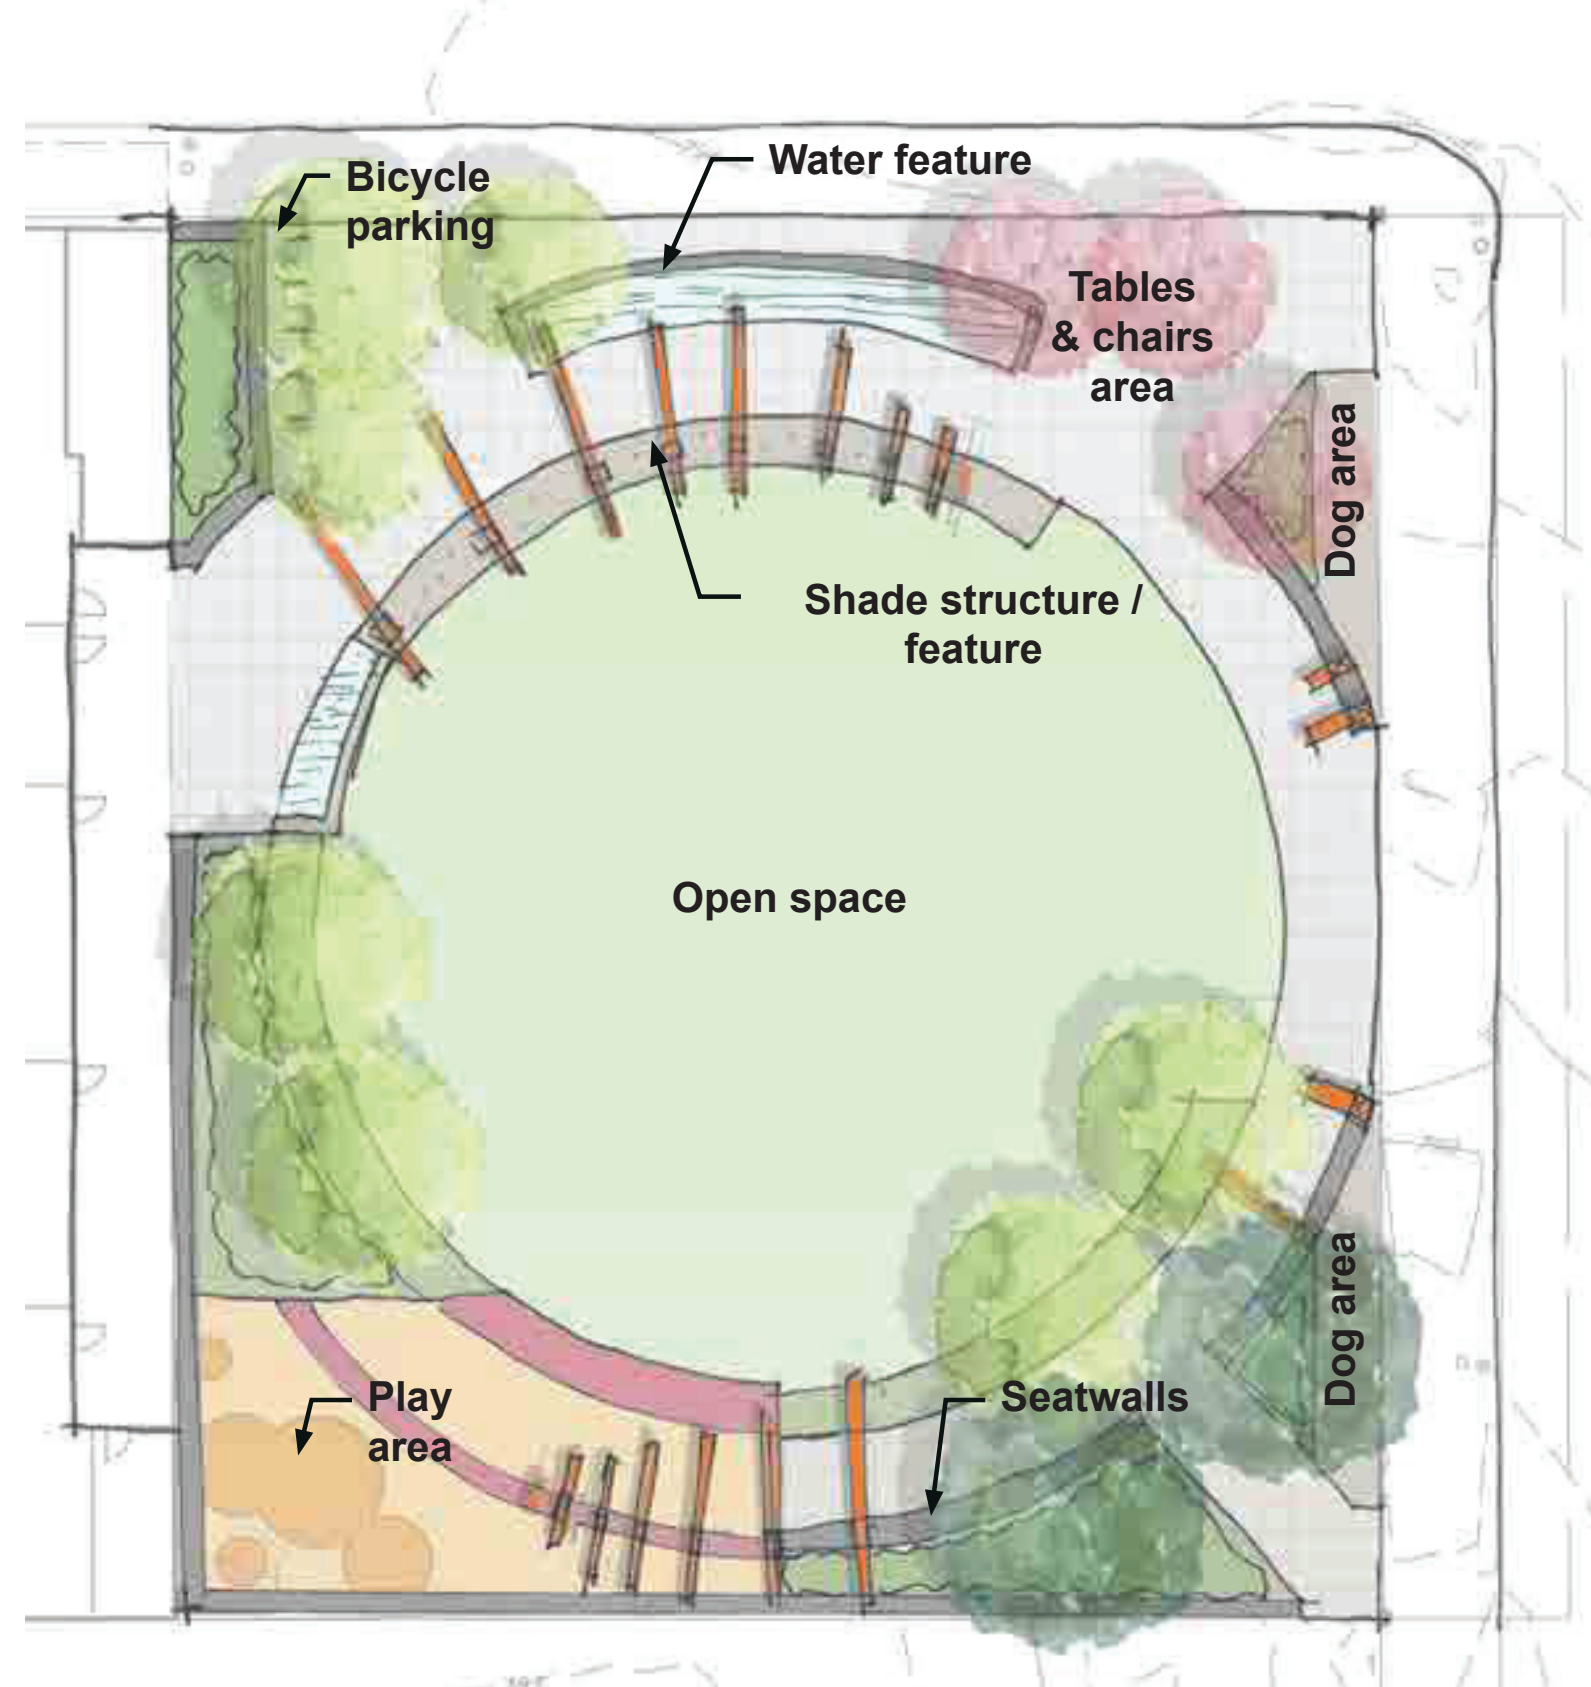 Water feature
Bicycle
parking
Tables
& chairs
area
Dog area
Shade structure /
feature
Open space
Dog area
Play
area
Seatwalls